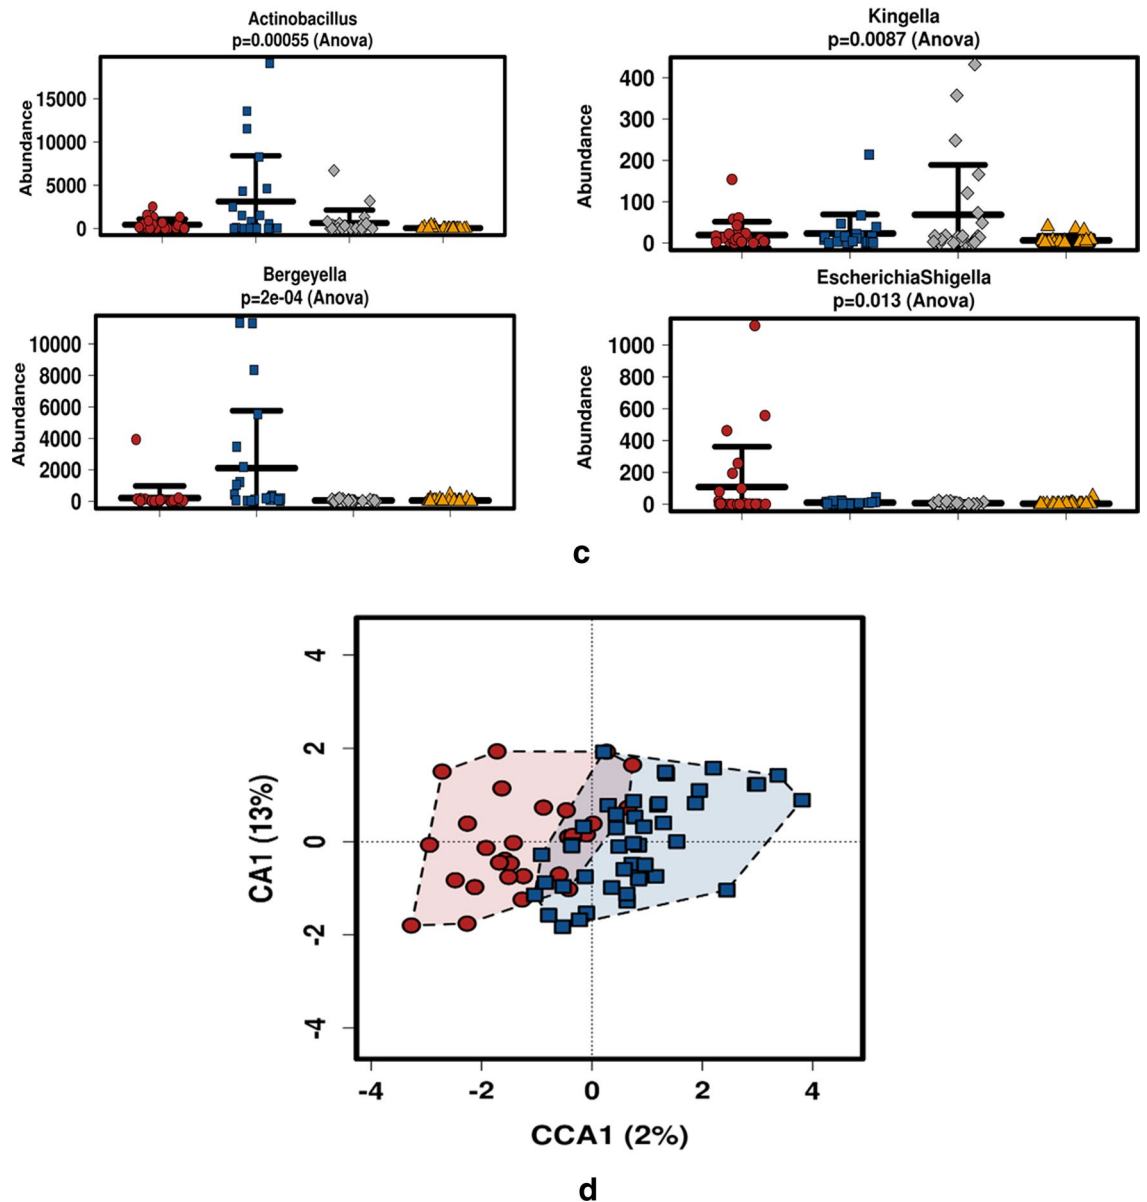 Actinobacillus
p=0.00055 (Anova)
Abundance
15000
10000
5000
0
Kingella
p=0.0087 (Anova)
Abundance
400
300
200
100
0
Bergeyella
p=2e-04 (Anova)
Abundance
10000
8000
6000
4000
2000
0
EscherichiaShigella
p=0.013 (Anova)
Abundance
1000
800
600
400
200
0
c
CA1 (13%)
4
2
0
-2
-4
-4 -2 0 2 4
CCA1 (2%)
d